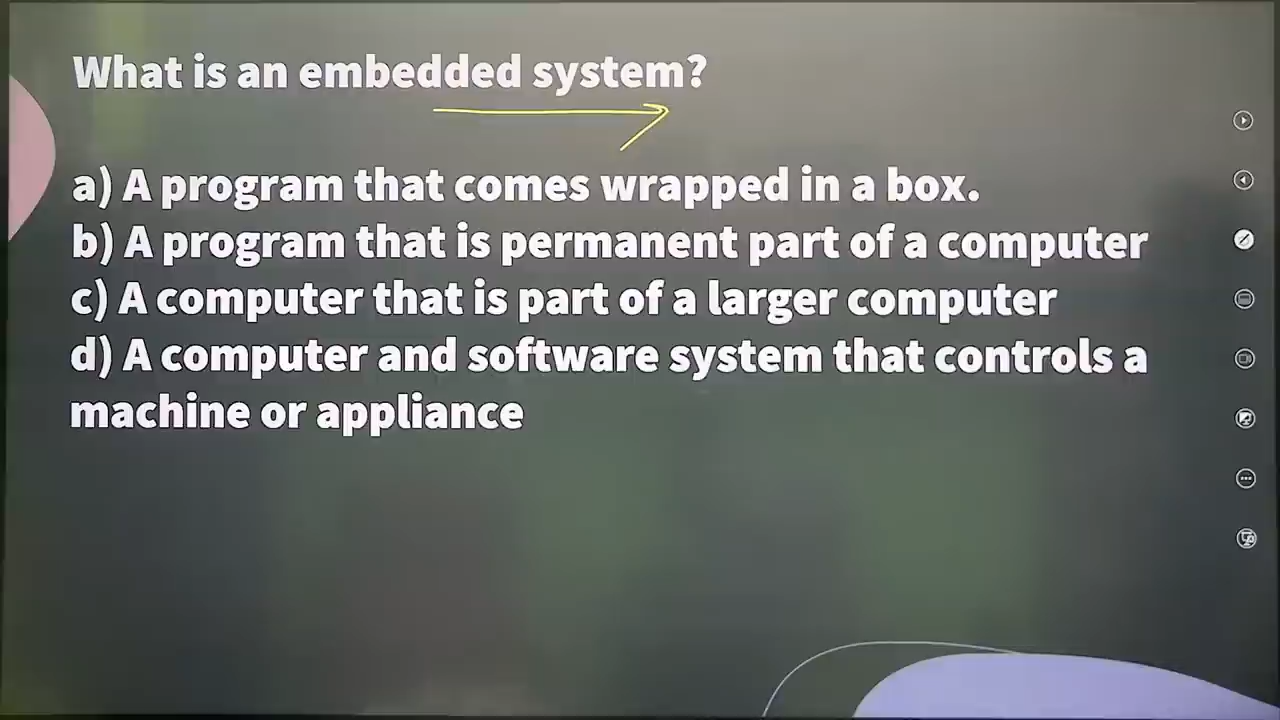 What is an embedded system?
a) A program that comes wrapped in a box.
b) A program that is permanent part of a computer
c) A computer that is part of a larger computer
d) A computer and software system that controls a
machine or appliance